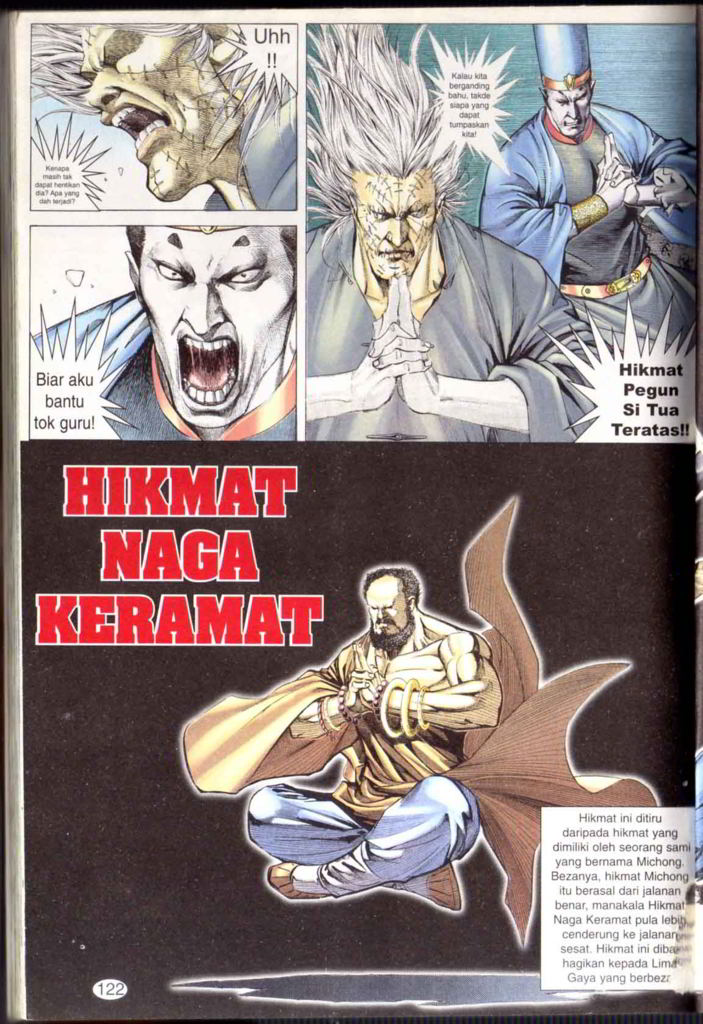 Uhh
!!
Kenapa
masih tak
dapat hentikan
dia? Apa yang
dah terjadi?
Kalau kita
berganding
bahu, takde
siapa yang
dapat
tumpaskan
kita!
Biar aku
bantu
tok guru!
Hikmat
Pegun
Si Tua
Teratas!!
HIKMAT
NAGA
KERAMAT
Hikmat ini ditiru
daripada hikmat yang
dimiliki oleh seorang sami
yang bernama Michong.
Bezanya, hikmat Michong
itu berasal dari jalanan
benar, manakala Hikmat
Naga Keramat pula lebih
cenderung ke jalanan
sesat. Hikmat ini
hagikan kepada Lima
Gaya yang
122